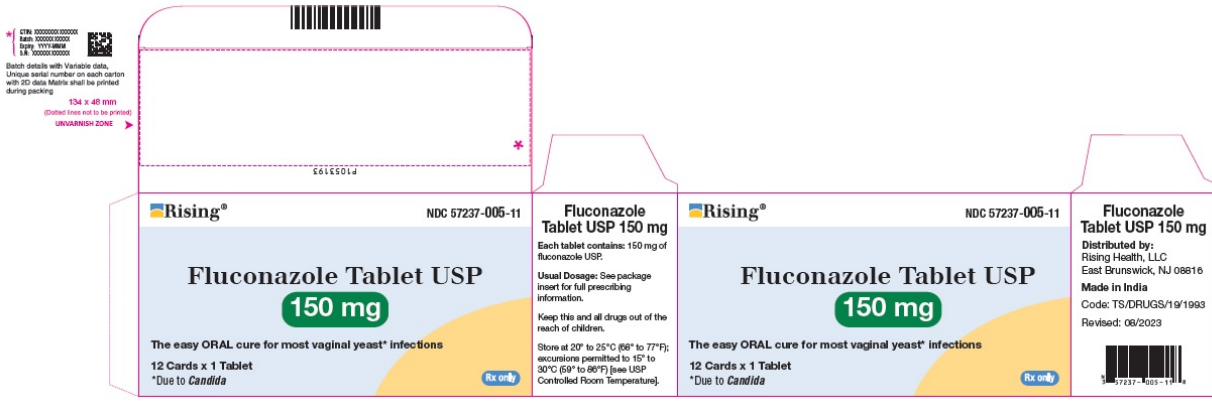 GTIN: XXXXXXXXXXXXXX
Batch: XXXXXXXXXXX
Expiry: YYYY-MMM
S.N: XXXXXXXXXXXX
Batch details with Variable data,
Unique serial number on each carton
with 2D data Matrix shall be printed
during packing
134 x 48 mm
(Dotted lines not to be printed)
UNVARNISH ZONE
*
P1053193
Rising®
NDC 57237-005-11
Fluconazole Tablet USP
150 mg
The easy ORAL cure for most vaginal yeast* infections
12 Cards x 1 Tablet
*Due to Candida
Rx only
Fluconazole
Tablet USP 150 mg
Each tablet contains: 150 mg of
fluconazole USP.
Usual Dosage: See package
insert for full prescribing
information.
Keep this and all drugs out of the
reach of children.
Store at 20° to 25°C (68° to 77°F);
excursions permitted to 15° to
30°C (59° to 86°F) [see USP
Controlled Room Temperature].
Rising®
NDC 57237-005-11
Fluconazole Tablet USP
150 mg
The easy ORAL cure for most vaginal yeast* infections
12 Cards x 1 Tablet
*Due to Candida
Rx only
Fluconazole
Tablet USP 150 mg
Distributed by:
Rising Health, LLC
East Brunswick, NJ 08816
Made in India
Code: TS/DRUGS/19/1993
Revised: 08/2023
N
3 57237-005-11 8